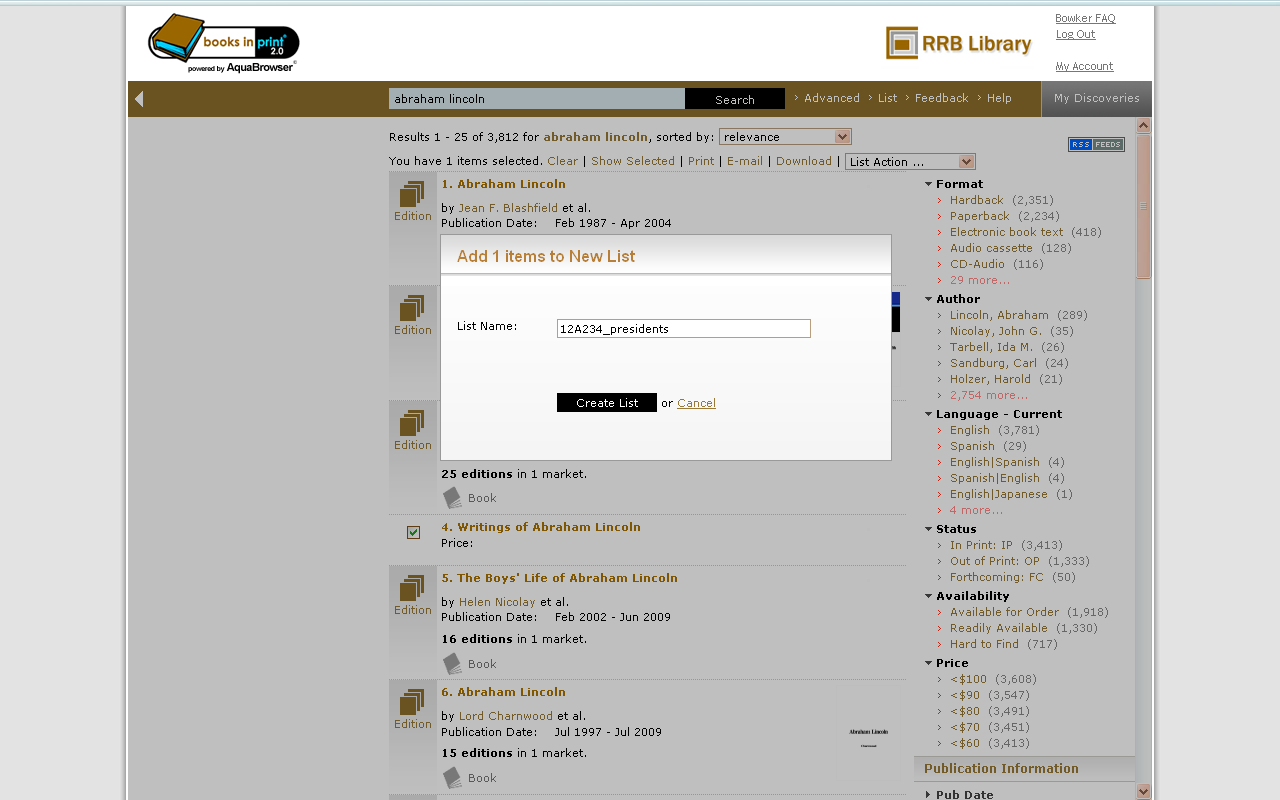 books in print 2.0
powered by AquaBrowser
RRB Library
Bowker FAQ
Log Out
My Account
abraham lincoln
Search
Advanced
List
Feedback
Help
My Discoveries
Results 1 - 25 of 3,812 for abraham lincoln, sorted by: relevance
RSS FEEDS
You have 1 items selected. Clear | Show Selected | Print | E-mail | Download | List Action ...
Edition
1. Abraham Lincoln
by Jean F. Blashfield et al.
Publication Date: Feb 1987 - Apr 2004
Add 1 items to New List
List Name: 12A234_presidents
Create List or Cancel
Edition
Edition
25 editions in 1 market.
Book
4. Writings of Abraham Lincoln
Price:
Edition
5. The Boys' Life of Abraham Lincoln
by Helen Nicolay et al.
Publication Date: Feb 2002 - Jun 2009
16 editions in 1 market.
Book
Edition
6. Abraham Lincoln
by Lord Charnwood et al.
Publication Date: Jul 1997 - Jul 2009
15 editions in 1 market.
Book
Abraham Lincoln
Charnwood
Format
Hardback (2,351)
Paperback (2,234)
Electronic book text (418)
Audio cassette (128)
CD-Audio (116)
29 more...
Author
Lincoln, Abraham (289)
Nicolay, John G. (35)
Tarbell, Ida M. (26)
Sandburg, Carl (24)
Holzer, Harold (21)
2,754 more...
Language - Current
English (3,781)
Spanish (29)
English|Spanish (4)
Spanish|English (4)
English|Japanese (1)
4 more...
Status
In Print: IP (3,413)
Out of Print: OP (1,333)
Forthcoming: FC (50)
Availability
Available for Order (1,918)
Readily Available (1,330)
Hard to Find (717)
Price
<$100 (3,608)
<$90 (3,547)
<$80 (3,491)
<$70 (3,451)
<$60 (3,413)
Publication Information
Pub Date